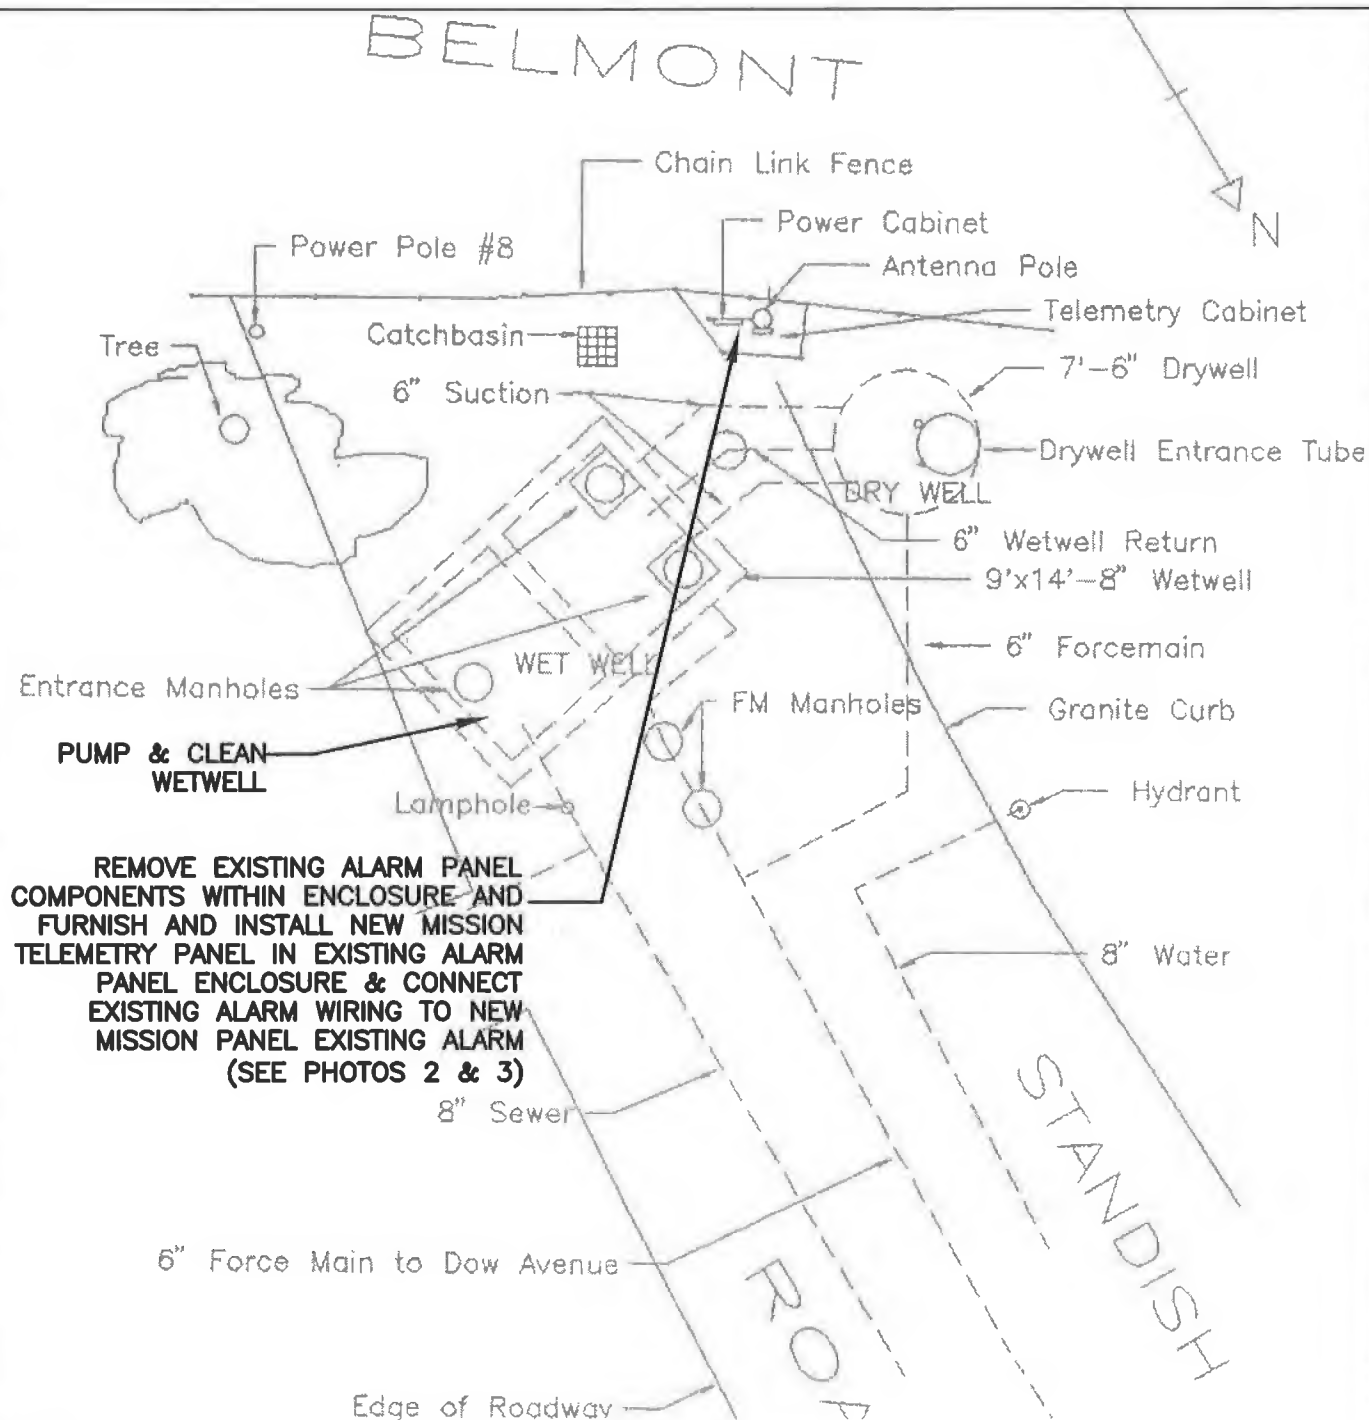 BELMONT
N
Chain Link Fence
Power Cabinet
Power Pole #8
Antenna Pole
Telemetry Cabinet
Catchbasin
Tree
7'-6" Drywell
6" Suction
Drywell Entrance Tube
DRY WELL
6" Wetwell Return
9'x14'-8" Wetwell
6" Forcemain
WET WELL
Entrance Manholes
FM Manholes
Granite Curb
PUMP & CLEAN
WETWELL
Lamphole
Hydrant
REMOVE EXISTING ALARM PANEL
COMPONENTS WITHIN ENCLOSURE AND
FURNISH AND INSTALL NEW MISSION
TELEMETRY PANEL IN EXISTING ALARM
PANEL ENCLOSURE & CONNECT
EXISTING ALARM WIRING TO NEW
MISSION PANEL EXISTING ALARM
(SEE PHOTOS 2 & 3)
8" Water
8" Sewer
STANDISH
6" Force Main to Dow Avenue
ROA
Edge of Roadway